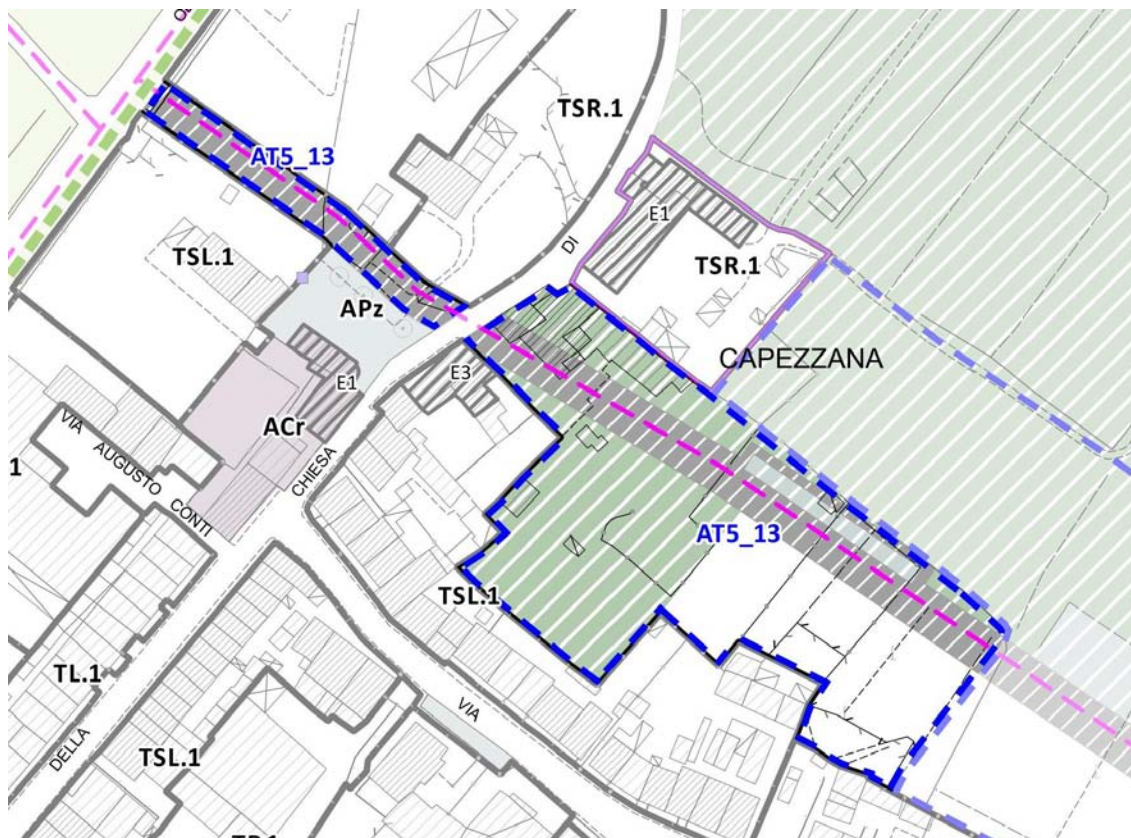 TSR.1
AT5_13
E1
DI
TSL.1
TSR.1
APz
CAPEZZANA
E3
E1
ACr
VIA AUGUSTO CONTI
CHIESA
1
AT5_13
TSL.1
TL.1
VIA
DELLA
TSL.1